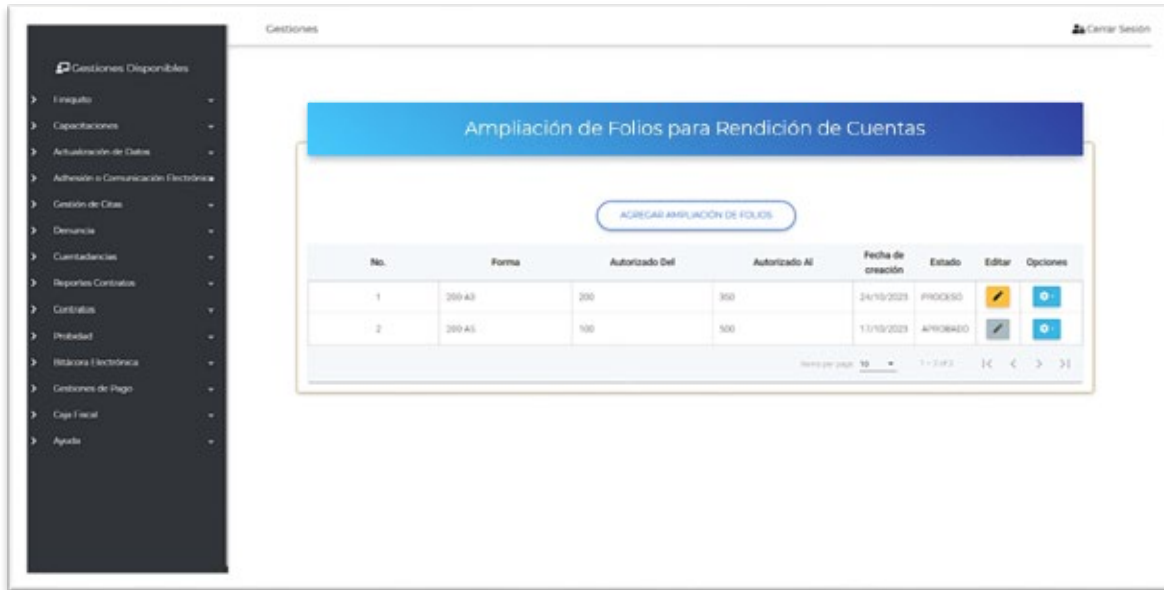 Gestiones
Cerrar Sesión
Gestiones Disponibles
Finiquito
Capacitaciones
Actualización de Datos
Adhesión a Comunicación Electrónica
Gestión de Citas
Denuncia
Cuentadancias
Reportes Contratos
Contratos
Probidad
Bitácora Electrónica
Gestiones de Pago
Caja Fiscal
Ayuda
Ampliación de Folios para Rendición de Cuentas
AGREGAR AMPLIACIÓN DE FOLIOS
No. Forma Autorizado Del Autorizado Al Fecha de creación Estado Editar Opciones
1 200 A3 200 350 24/10/2023 PROCESO
2 200 A5 100 500 17/10/2023 APROBADO
Items per page 10 1 – 2 of 2